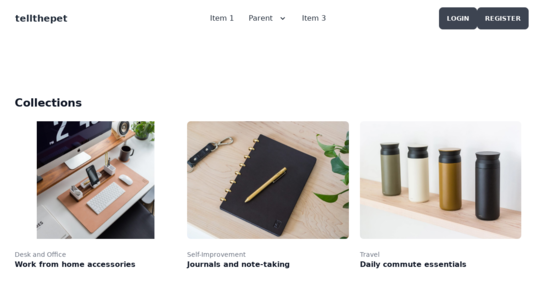 tellthepet
Item 1
Parent
Item 3
LOGIN
REGISTER
Collections
Desk and Office
Work from home accessories
Self-Improvement
Journals and note-taking
Travel
Daily commute essentials